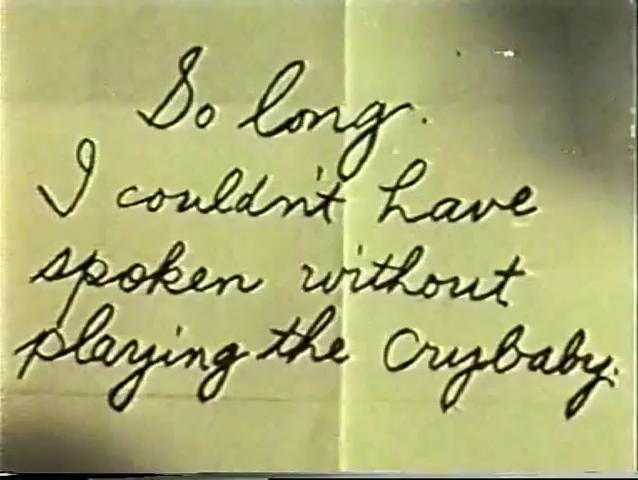 So long.
I couldn't have
spoken without
playing the Crybaby.